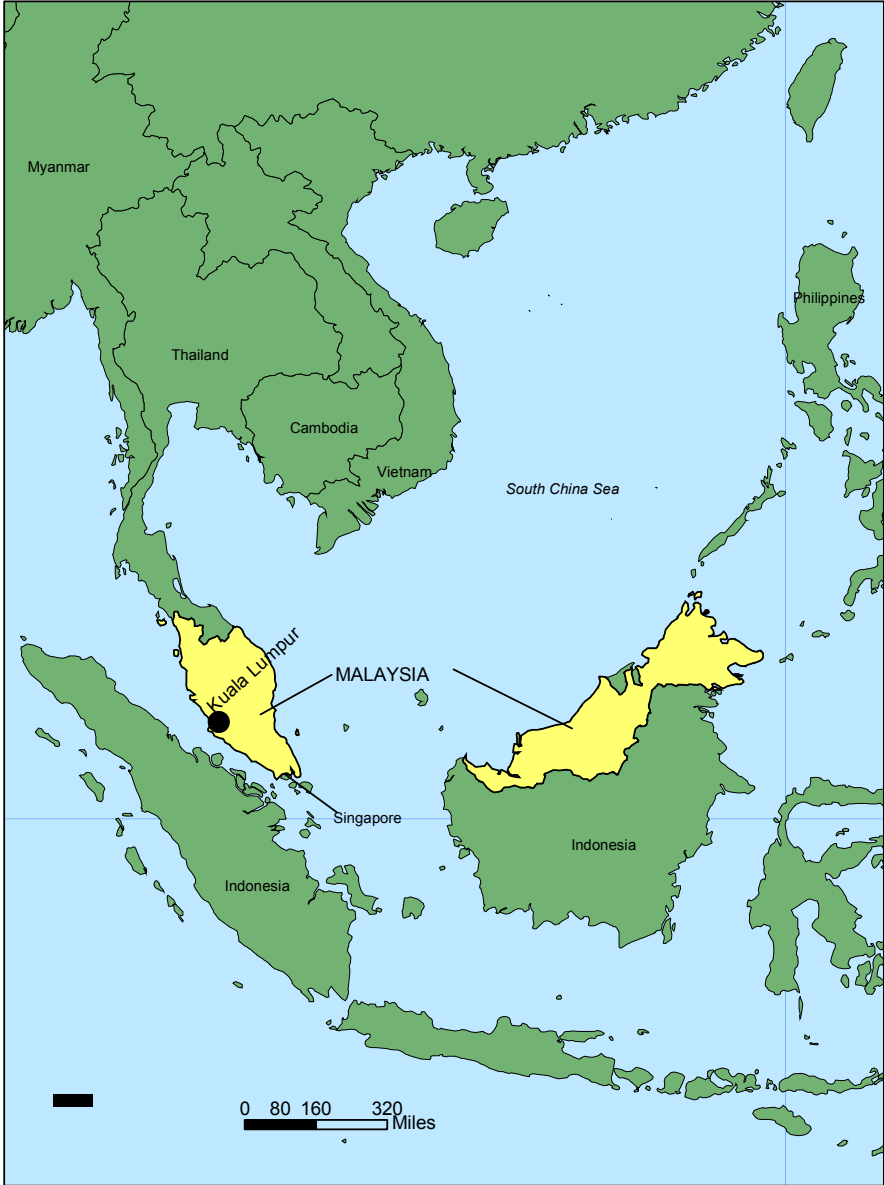 Myanmar
Philippines
Thailand
Cambodia
Vietnam
South China Sea
Kuala Lumpur
MALAYSIA
Singapore
Indonesia
Indonesia
0 80 160 320
Miles